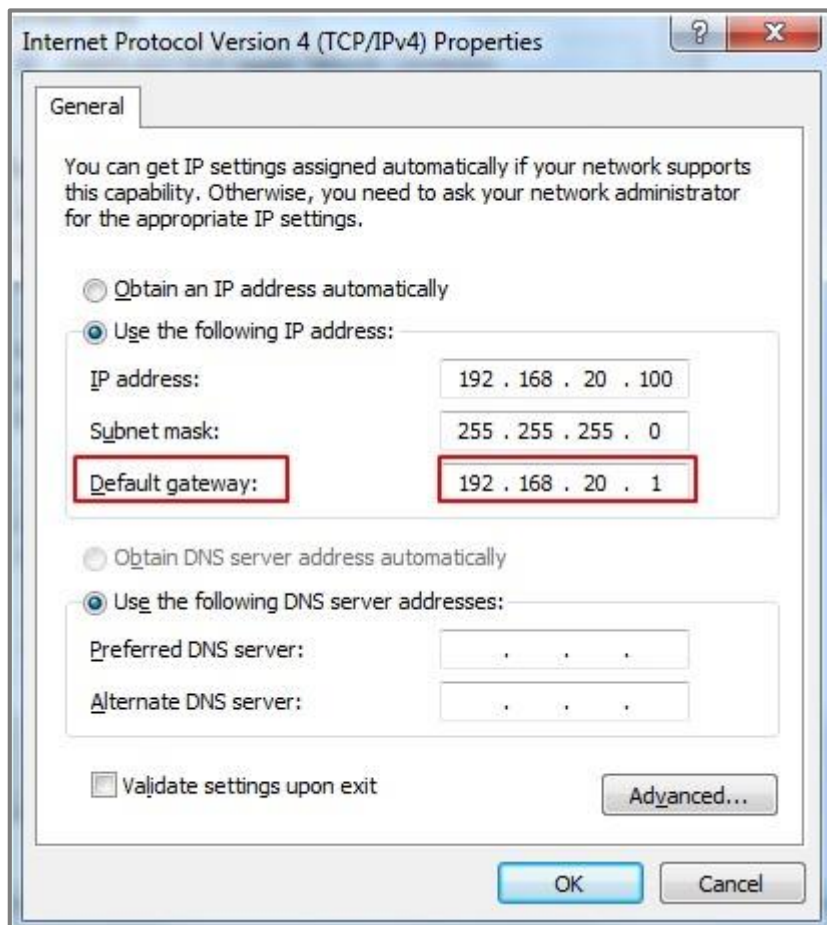 Internet Protocol Version 4 (TCP/IPv4) Properties
General
You can get IP settings assigned automatically if your network supports
this capability. Otherwise, you need to ask your network administrator
for the appropriate IP settings.
Obtain an IP address automatically
Use the following IP address:
IP address: 192 . 168 . 20 . 100
Subnet mask: 255 . 255 . 255 . 0
Default gateway: 192 . 168 . 20 . 1
Obtain DNS server address automatically
Use the following DNS server addresses:
Preferred DNS server: . . .
Alternate DNS server: . . .
Validate settings upon exit
Advanced...
OK Cancel